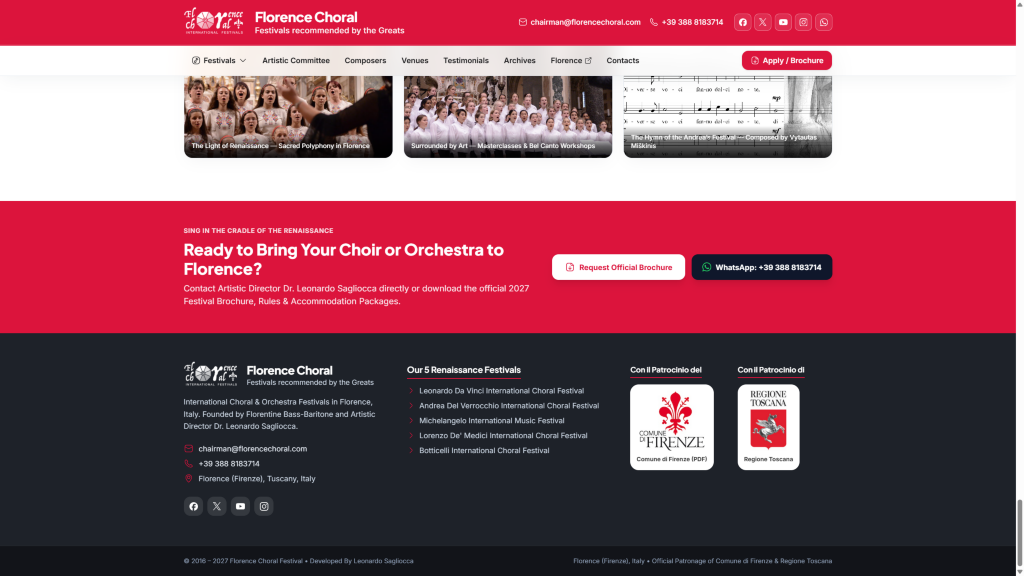 Florence Choral
INTERNATIONAL FESTIVALS
Florence Choral
Festivals recommended by the Greats
chairman@florencechoral.com
+39 388 8183714
Festivals
Artistic Committee
Composers
Venues
Testimonials
Archives
Florence
Contacts
Apply / Brochure
The Light of Renaissance — Sacred Polyphony in Florence
Surrounded by Art — Masterclasses & Bel Canto Workshops
mp
mf
The Hymn of the Andrea's Festival — Composed by Vytautas
Miškinis
SING IN THE CRADLE OF THE RENAISSANCE
Ready to Bring Your Choir or Orchestra to
Florence?
Contact Artistic Director Dr. Leonardo Sagliocca directly or download the official 2027
Festival Brochure, Rules & Accommodation Packages.
Request Official Brochure
WhatsApp: +39 388 8183714
Florence Choral
INTERNATIONAL FESTIVALS
Florence Choral
Festivals recommended by the Greats
International Choral & Orchestra Festivals in Florence,
Italy. Founded by Florentine Bass-Baritone and Artistic
Director Dr. Leonardo Sagliocca.
chairman@florencechoral.com
+39 388 8183714
Florence (Firenze), Tuscany, Italy
Our 5 Renaissance Festivals
Leonardo Da Vinci International Choral Festival
Andrea Del Verrocchio International Choral Festival
Michelangelo International Music Festival
Lorenzo De' Medici International Choral Festival
Botticelli International Choral Festival
Con il Patrocinio del
COMUNE
DI FIRENZE
Comune di Firenze (PDF)
Con il Patrocinio di
REGIONE
TOSCANA
Regione Toscana
© 2016 – 2027 Florence Choral Festival • Developed By Leonardo Sagliocca
Florence (Firenze), Italy • Official Patronage of Comune di Firenze & Regione Toscana